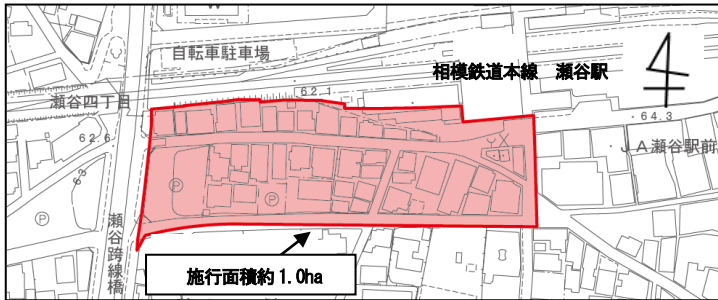 自転車駐車場
相模鉄道本線 瀬谷駅
62.1
瀬谷四丁目
64.3
62.6
JA瀬谷駅前
63
P
P
P
瀬谷跨線橋
施行面積約1.0ha